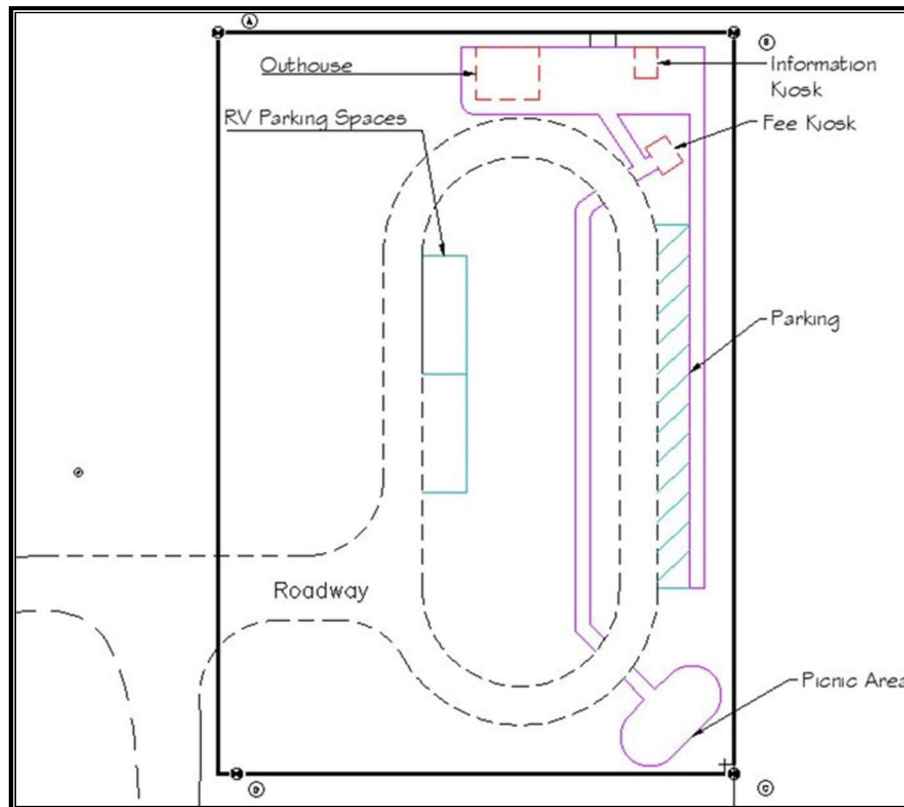 A
B
Outhouse
Information
Kiosk
RV Parking Spaces
Fee Kiosk
Parking
Roadway
Picnic Area
D
C